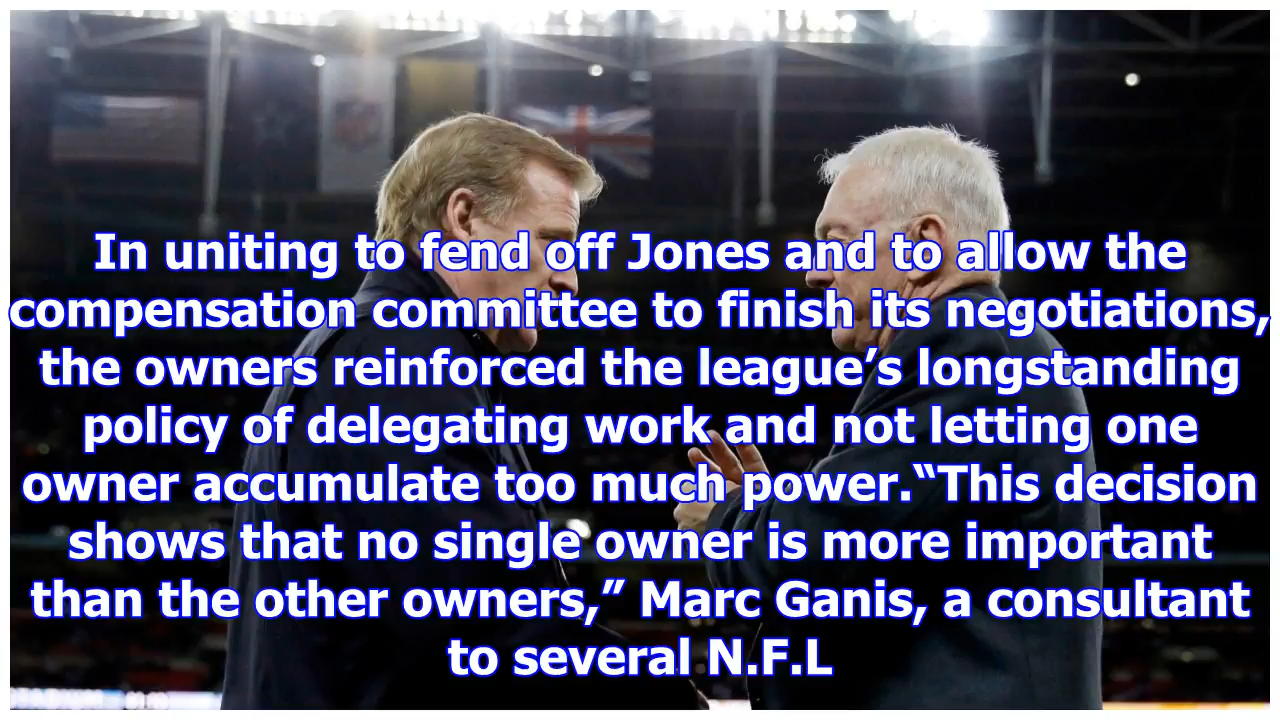 In uniting to fend off Jones and to allow the
compensation committee to finish its negotiations,
the owners reinforced the league’s longstanding
policy of delegating work and not letting one
owner accumulate too much power.“This decision
shows that no single owner is more important
than the other owners,” Marc Ganis, a consultant
to several N.F.L